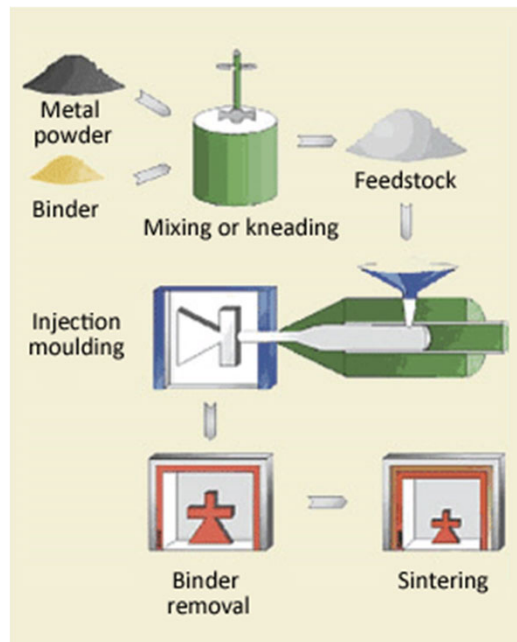 Metal
powder
Binder
Mixing or kneading
Feedstock
Injection
moulding
Binder
removal
Sintering